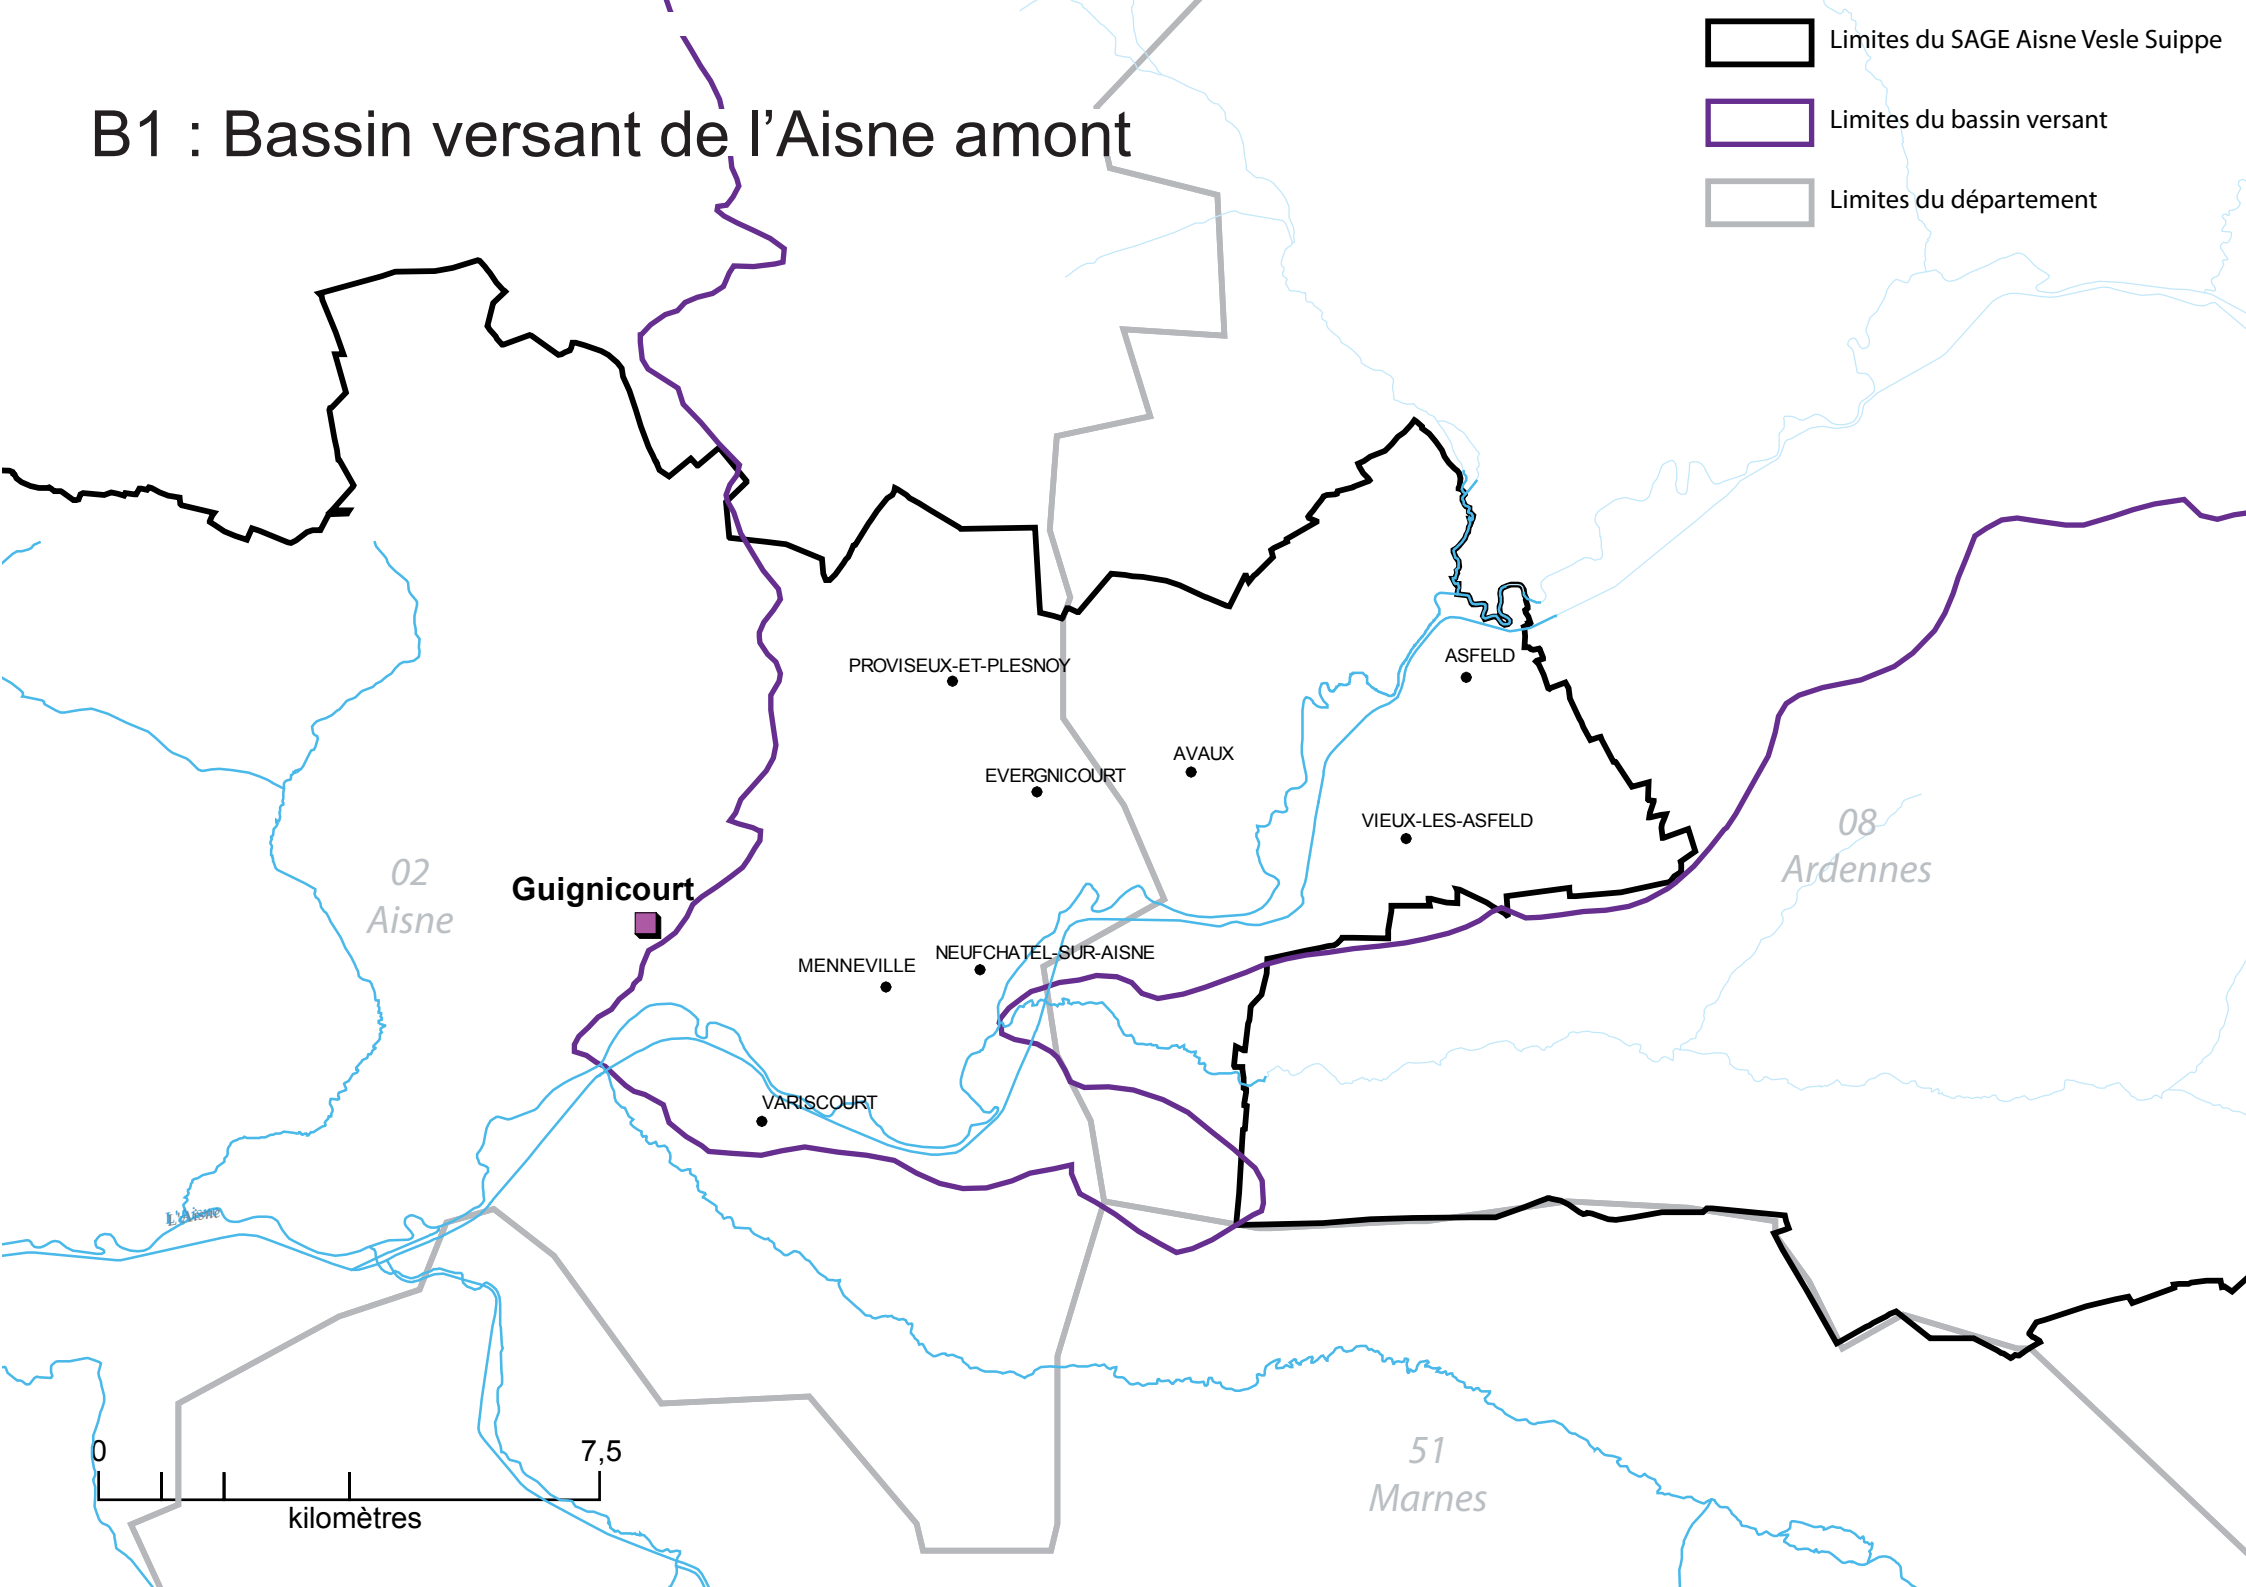 Limites du SAGE Aisne Vesle Suippe
B1 : Bassin versant de l'Aisne amont
Limites du bassin versant
Limites du département
PROVISEUX-ET-PLESNOY
ASFELD
AVAUX
EVERGNICOURT
VIEUX-LES-ASFELD
08
Ardennes
02
Aisne
Guignicourt
NEUFCHATEL-SUR-AISNE
MENNEVILLE
VARISCOURT
L'Aisne
0
7,5
kilomètres
51
Marnes